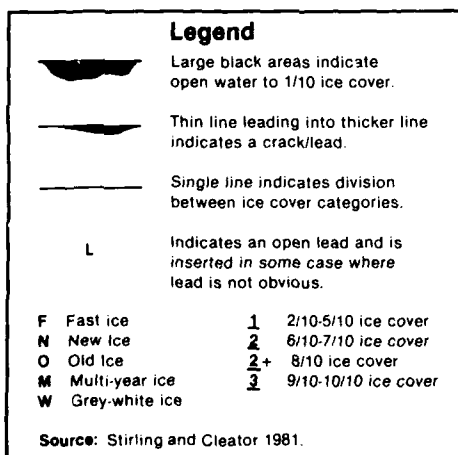 Legend
Large black areas indicate
open water to 1/10 ice cover.
Thin line leading into thicker line
indicates a crack/lead.
Single line indicates division
between ice cover categories.
L
Indicates an open lead and is
inserted in some case where
lead is not obvious.
F Fast ice 1 2/10-5/10 ice cover
N New Ice 2 6/10-7/10 ice cover
O Old Ice 2+ 8/10 ice cover
M Multi-year ice 3 9/10-10/10 ice cover
W Grey-white ice
Source: Stirling and Cleator 1981.